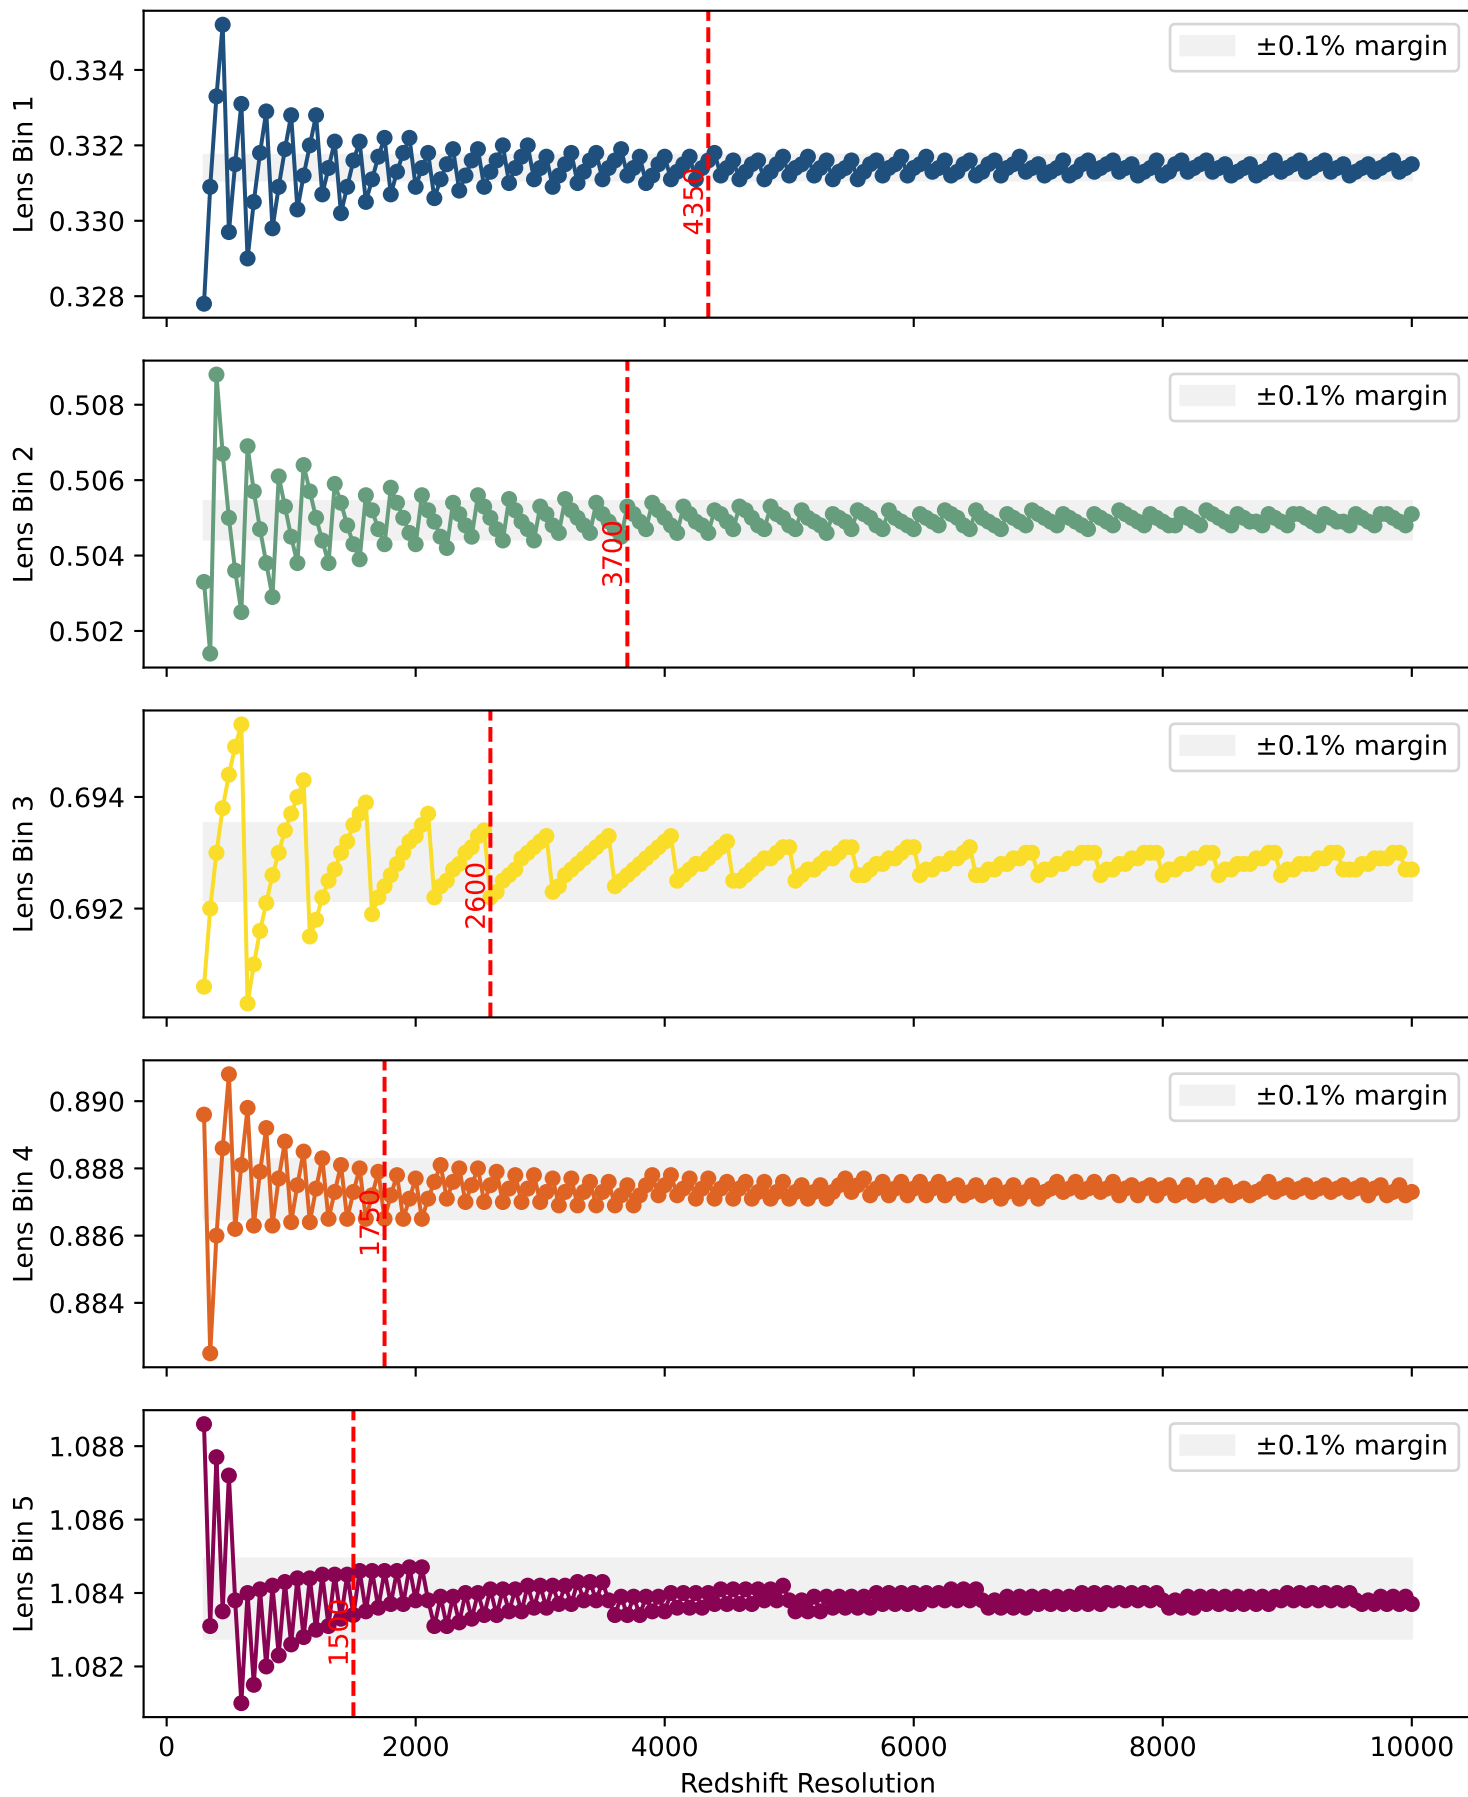 Lens Bin 1
0.334
0.332
0.330
0.328
±0.1% margin
4350
Lens Bin 2
0.508
0.506
0.504
0.502
±0.1% margin
3700
Lens Bin 3
0.694
0.692
±0.1% margin
2600
Lens Bin 4
0.890
0.888
0.886
0.884
±0.1% margin
1750
Lens Bin 5
1.088
1.086
1.084
1.082
±0.1% margin
1500
0 2000 4000 6000 8000 10000
Redshift Resolution